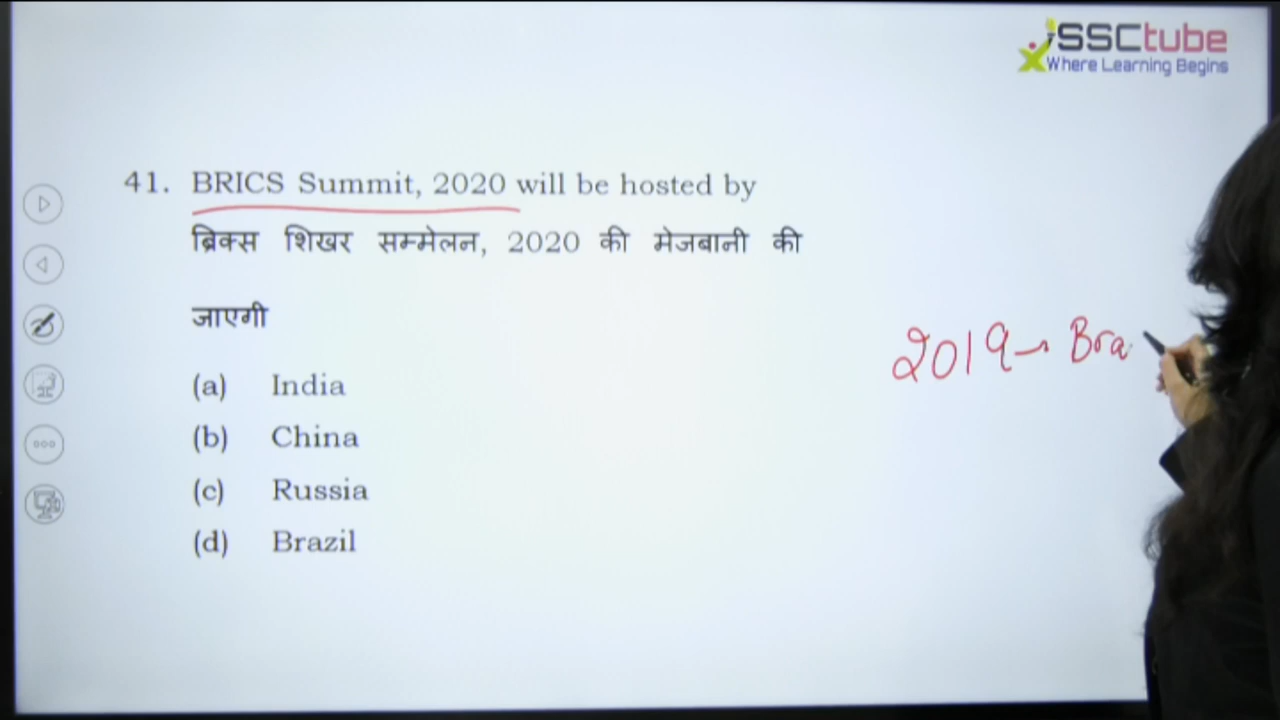 SSCtube
Where Learning Begins
41. BRICS Summit, 2020 will be hosted by
ब्रिक्स शिखर सम्मेलन, 2020 की मेजबानी की
जाएगी
2019→ Bra
(a) India
(b) China
(c) Russia
(d) Brazil